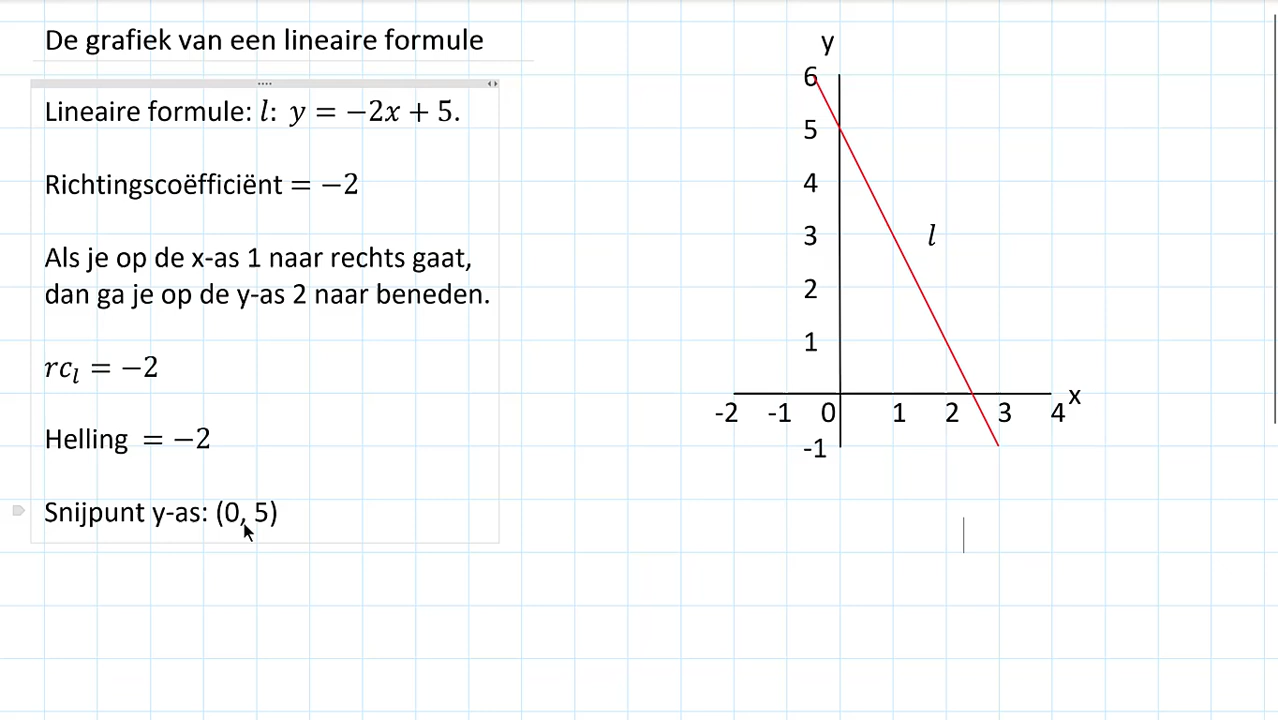 De grafiek van een lineaire formule
Lineaire formule: l: y = −2x + 5.
Richtingscoëfficiënt = −2
Als je op de x-as 1 naar rechts gaat,
dan ga je op de y-as 2 naar beneden.
rcₗ = −2
Helling = −2
Snijpunt y-as: (0, 5)
y
6
5
4
3
2
1
l
x
-2 -1 0 1 2 3 4
-1